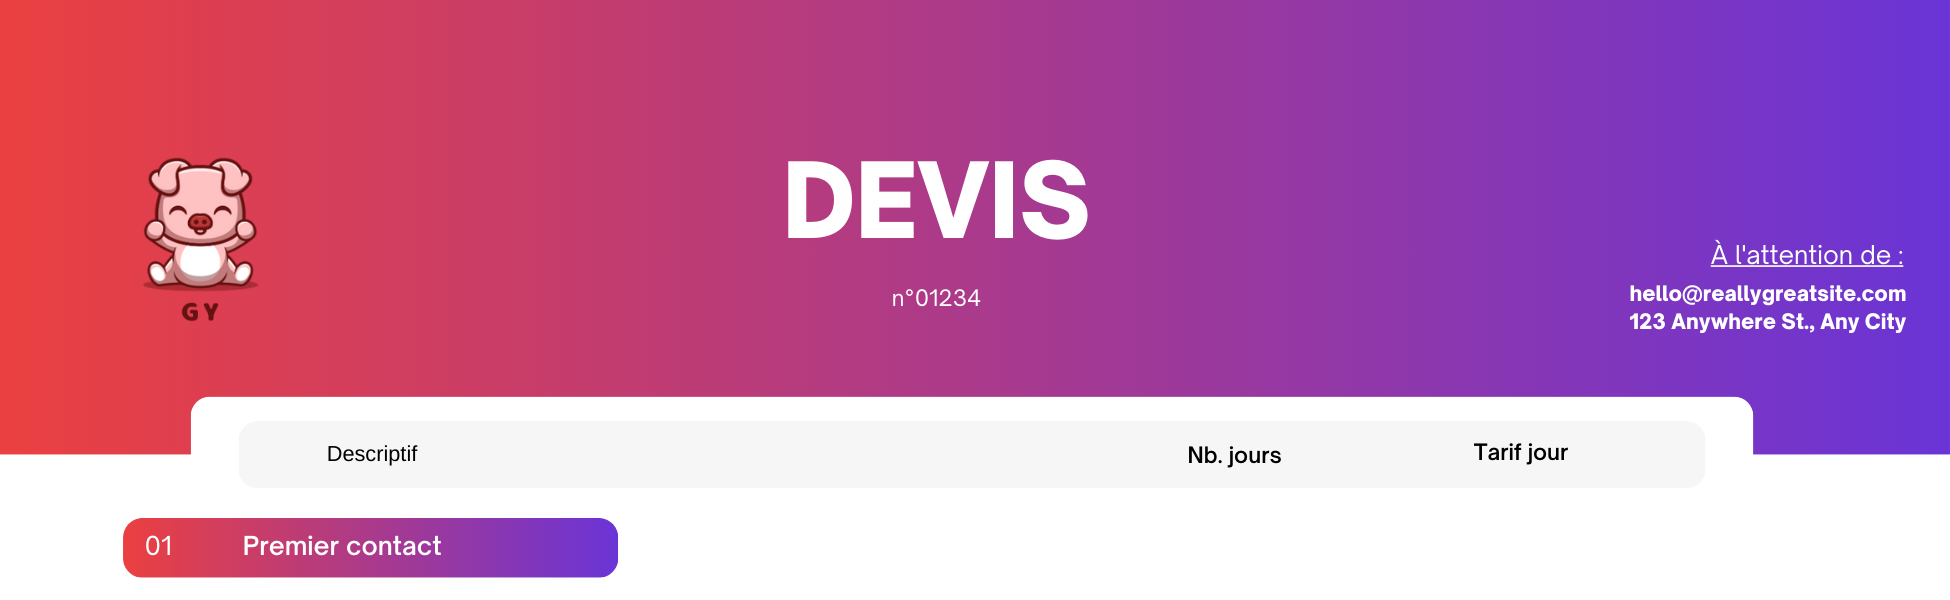 DEVIS
n°01234
GY
À l'attention de :
hello@reallygreatsite.com
123 Anywhere St., Any City
Descriptif Nb. jours Tarif jour
01 Premier contact